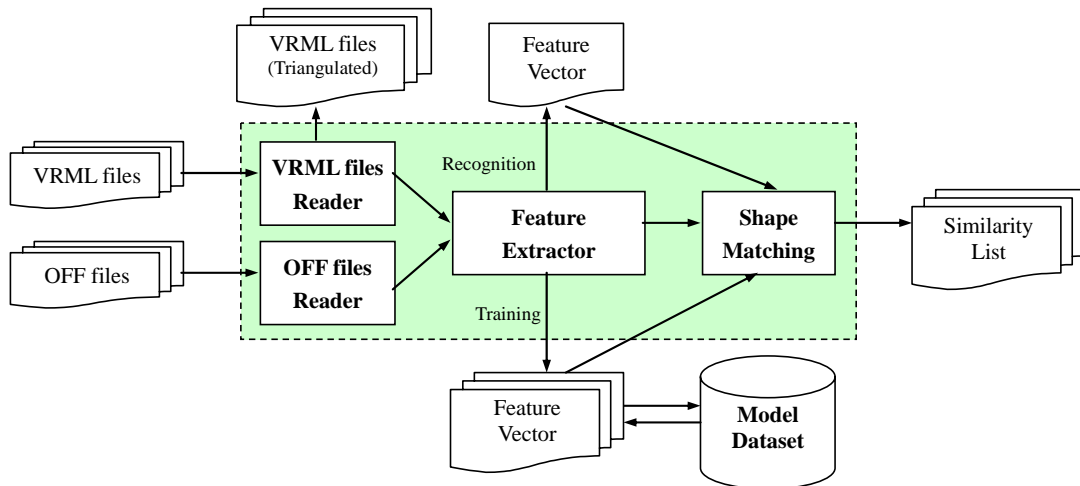 VRML files
(Triangulated)
Feature
Vector
VRML files
VRML files
Reader
Recognition
Feature
Extractor
Shape
Matching
Similarity
List
OFF files
OFF files
Reader
Training
Feature
Vector
Model
Dataset